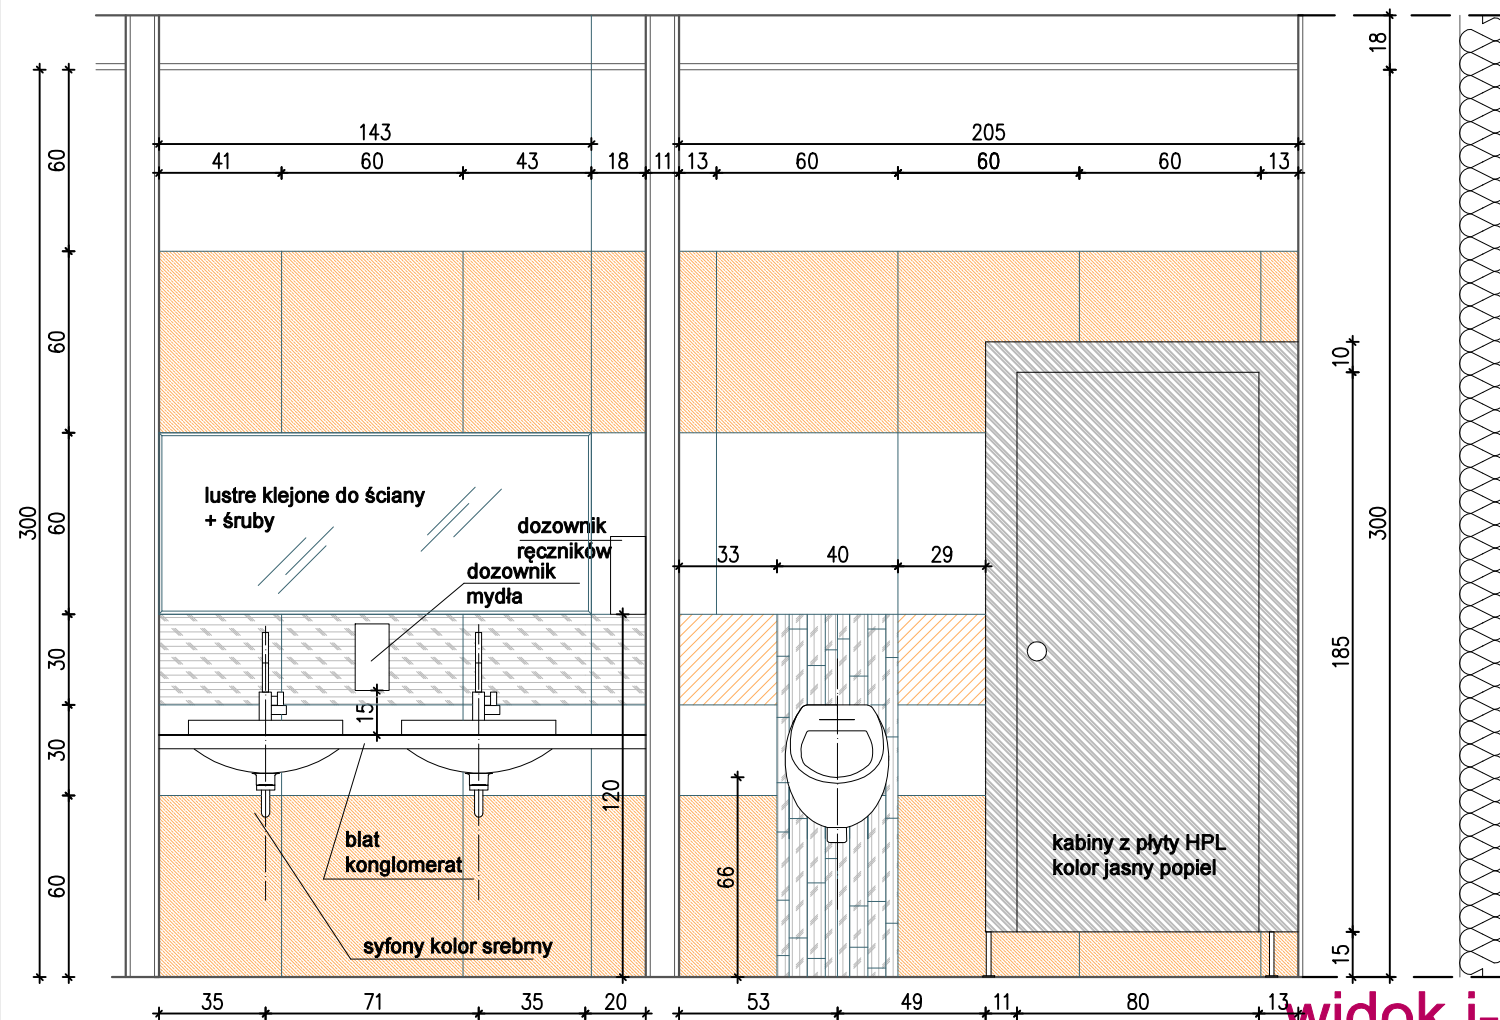 18
143
205
41 60 43 18 11 13 60 60 60 13
60
60
10
lustre klejone do ściany
+ śruby
dozownik
ręczników
300
60
300
33 40 29
dozownik
mydła
30
185
15
30
120
blat
konglomerat
kabiny z płyty HPL
kolor jasny popiel
60
66
syfony kolor srebrny
15
35 71 35 20 53 49 11 80 13
widok i-